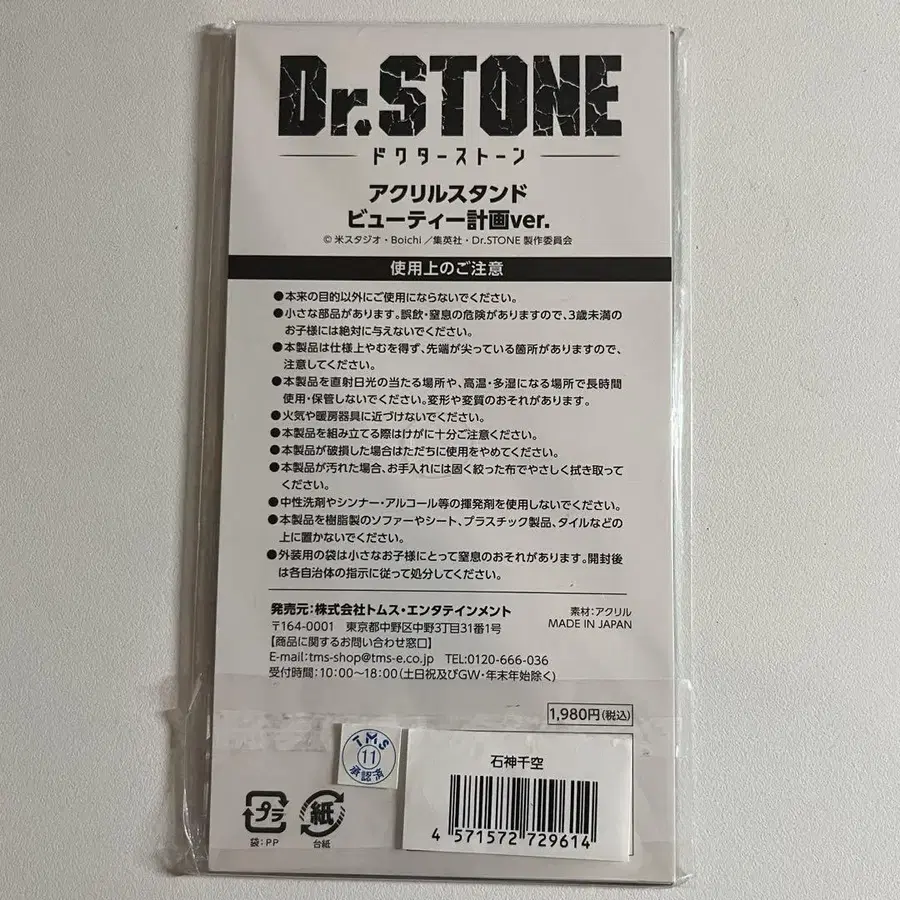 Dr.STONE
ドクターストーン
アクリルスタンド
ビューティー計画ver.
© 米スタジオ・Boichi／集英社・Dr.STONE 製作委員会
使用上のご注意
●本来の目的以外にご使用にならないでください。
●小さな部品があります。誤飲・窒息の危険がありますので、3歳未満の
お子様には絶対に与えないでください。
●本製品は仕様上やむを得ず、先端が尖っている箇所がありますので、
注意してください。
●本製品を直射日光の当たる場所や、高温・多湿になる場所で長時間
使用・保管しないでください。変形や変質のおそれがあります。
●火気や暖房器具に近づけないでください。
●本製品を組み立てる際はけがに十分ご注意ください。
●本製品が破損した場合はただちに使用をやめてください。
●本製品が汚れた場合、お手入れには固く絞った布でやさしく拭き取って
ください。
●中性洗剤やシンナー・アルコール等の揮発剤を使用しないでください。
●本製品を樹脂製のソファーやシート、プラスチック製品、タイルなどの
上に置かないでください。
●外装用の袋は小さなお子様にとって窒息のおそれがあります。開封後
は各自治体の指示に従って処分してください。
発売元：株式会社トムス・エンタテインメント
〒164-0001 東京都中野区中野3丁目31番1号
【商品に関するお問い合わせ窓口】
E-mail：tms-shop@tms-e.co.jp TEL：0120-666-036
受付時間：10：00～18：00（土日祝及びGW・年末年始除く）
素材：アクリル
MADE IN JAPAN
1,980円（税込）
TMS
11
承認済
石神千空
4 571572 729614
プラ
袋：PP
紙
台紙